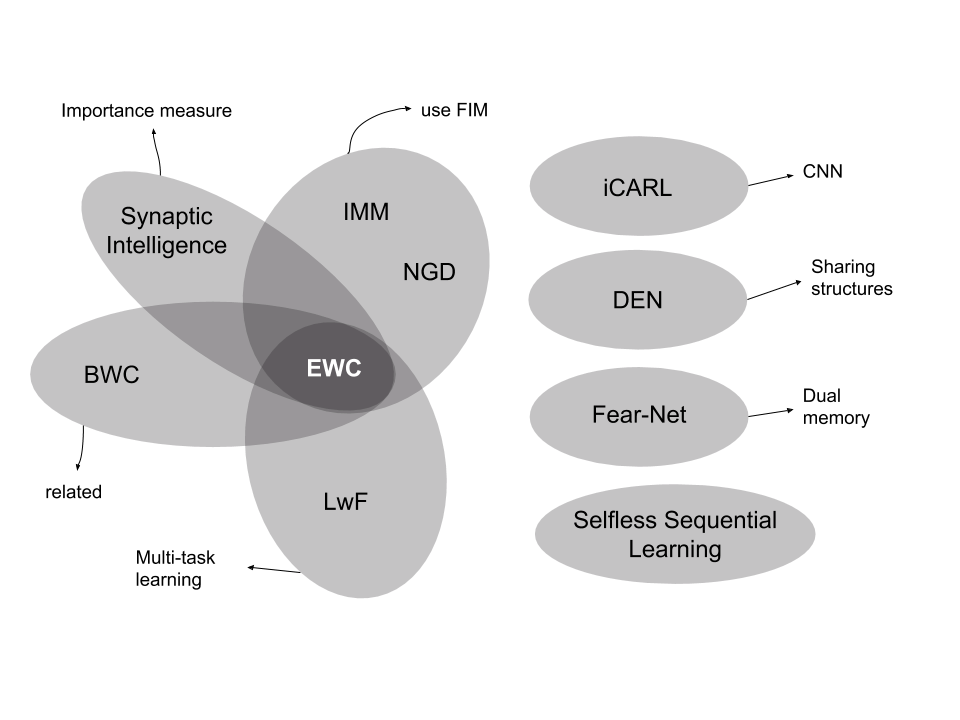 Importance measure
use FIM
Synaptic
Intelligence
IMM
NGD
EWC
BWC
related
LwF
Multi-task
learning
iCARL
CNN
DEN
Sharing
structures
Fear-Net
Dual
memory
Selfless Sequential
Learning